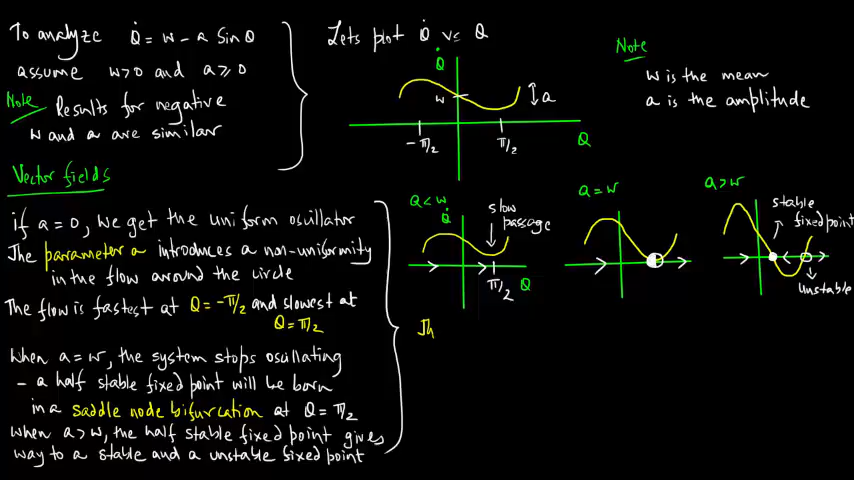 To analyze Q̇ = w - a Sin Q
assume w>0 and a≥0
Note Results for negative
w and a are similar
Vector fields
if a=0, we get the uniform oscillator
The parameter a introduces a non-uniformity
in the flow around the circle
The flow is fastest at Q = -π/2 and slowest at
Q = π/2
When a=w, the system stops oscillating
- a half stable fixed point will be born
in a saddle node bifurcation at Q = π/2
when a>w, the half stable fixed point gives
way to a stable and a unstable fixed point
Lets plot Q̇ vs Q
Q̇
w
a
-π/2
π/2
Q
Note
w is the mean
a is the amplitude
Q<w
Q̇
slow
passage
π/2
Q
a=w
a>w
stable
fixed point
unstable
Th